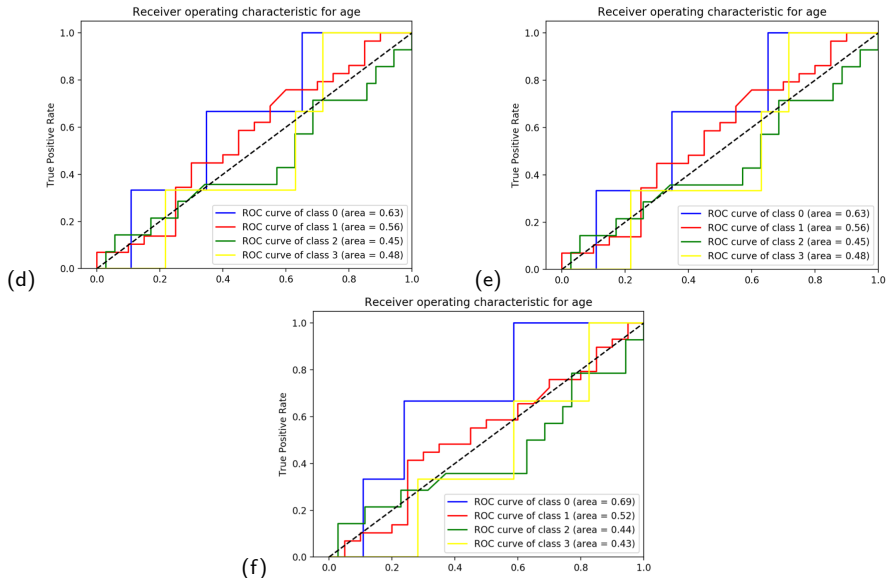 Receiver operating characteristic for age
1.0
0.8
0.6
0.4
0.2
0.0
True Positive Rate
0.0 0.2 0.4 0.6 0.8 1.0
ROC curve of class 0 (area = 0.63)
ROC curve of class 1 (area = 0.56)
ROC curve of class 2 (area = 0.45)
ROC curve of class 3 (area = 0.48)
(d)
Receiver operating characteristic for age
1.0
0.8
0.6
0.4
0.2
0.0
True Positive Rate
0.0 0.2 0.4 0.6 0.8 1.0
ROC curve of class 0 (area = 0.63)
ROC curve of class 1 (area = 0.56)
ROC curve of class 2 (area = 0.45)
ROC curve of class 3 (area = 0.48)
(e)
Receiver operating characteristic for age
1.0
0.8
0.6
0.4
0.2
0.0
True Positive Rate
0.0 0.2 0.4 0.6 0.8 1.0
ROC curve of class 0 (area = 0.69)
ROC curve of class 1 (area = 0.52)
ROC curve of class 2 (area = 0.44)
ROC curve of class 3 (area = 0.43)
(f)